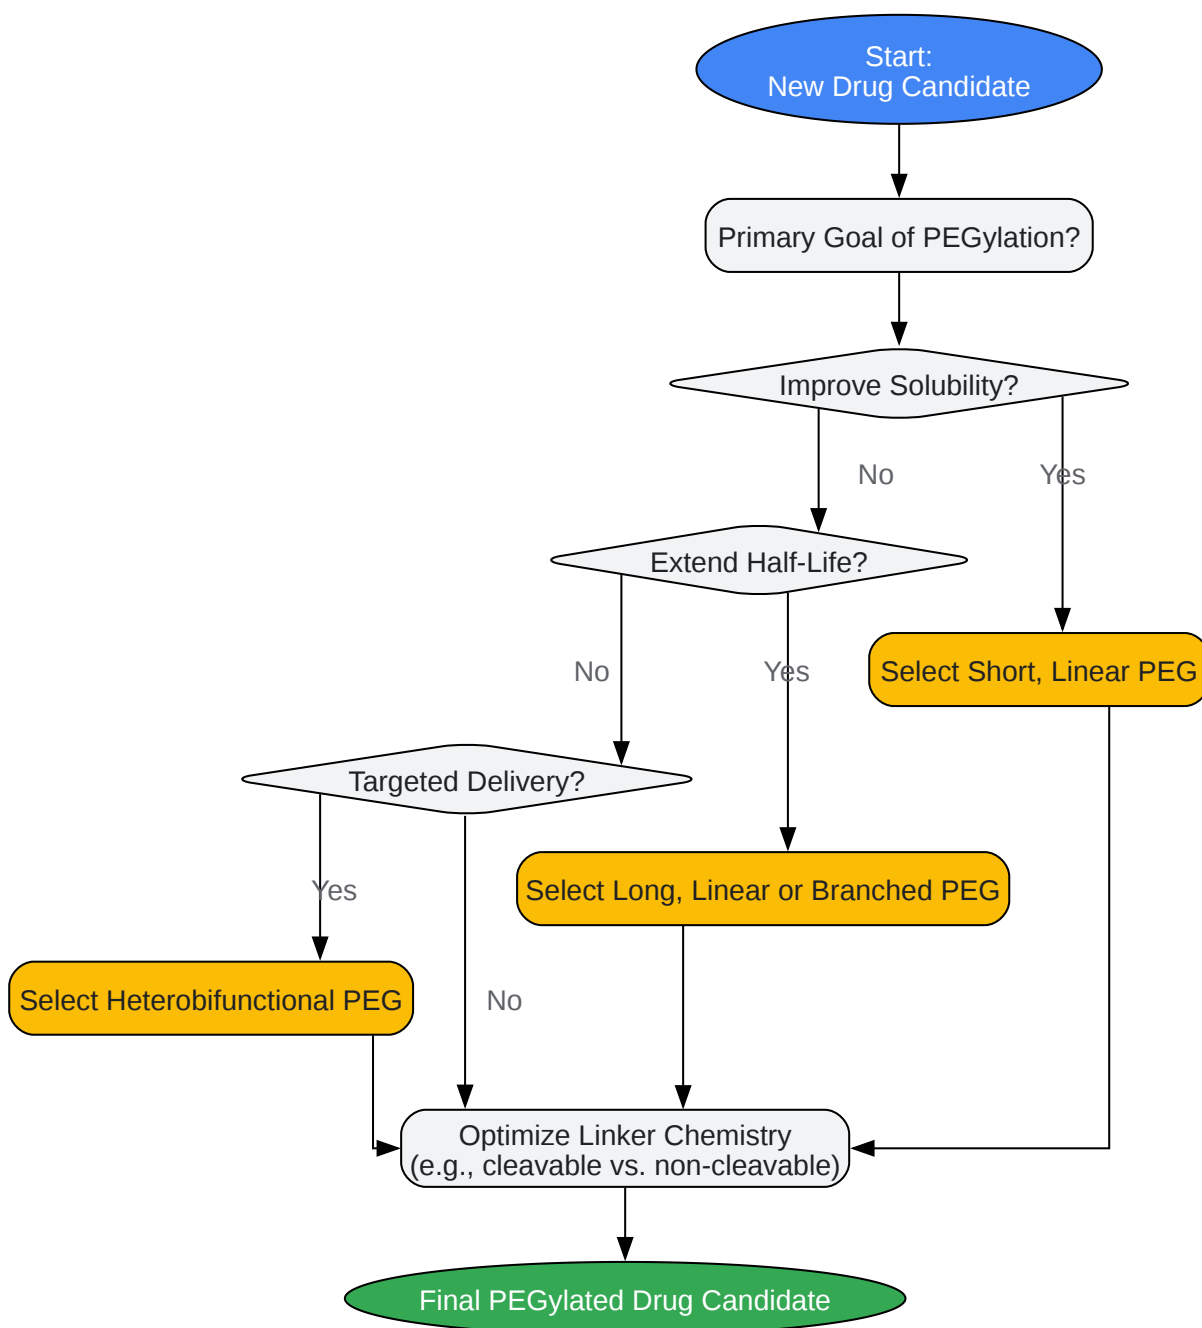 Start:
New Drug Candidate
Primary Goal of PEGylation?
Improve Solubility?
No
Yes
Extend Half-Life?
No
Yes
Select Short, Linear PEG
Targeted Delivery?
Yes
Select Long, Linear or Branched PEG
Select Heterobifunctional PEG
No
Optimize Linker Chemistry
(e.g., cleavable vs. non-cleavable)
Final PEGylated Drug Candidate